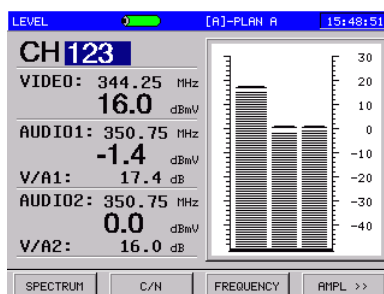 LEVEL [A]-PLAN A 15:48:51
CH 123
VIDEO: 344.25 MHz
16.0 dBmV
AUDIO1: 350.75 MHz
-1.4 dBmV
V/A1: 17.4 dB
AUDIO2: 350.75 MHz
0.0 dBmV
V/A2: 16.0 dB
30
20
10
0
-10
-20
-30
-40
SPECTRUM C/N FREQUENCY AMPL >>